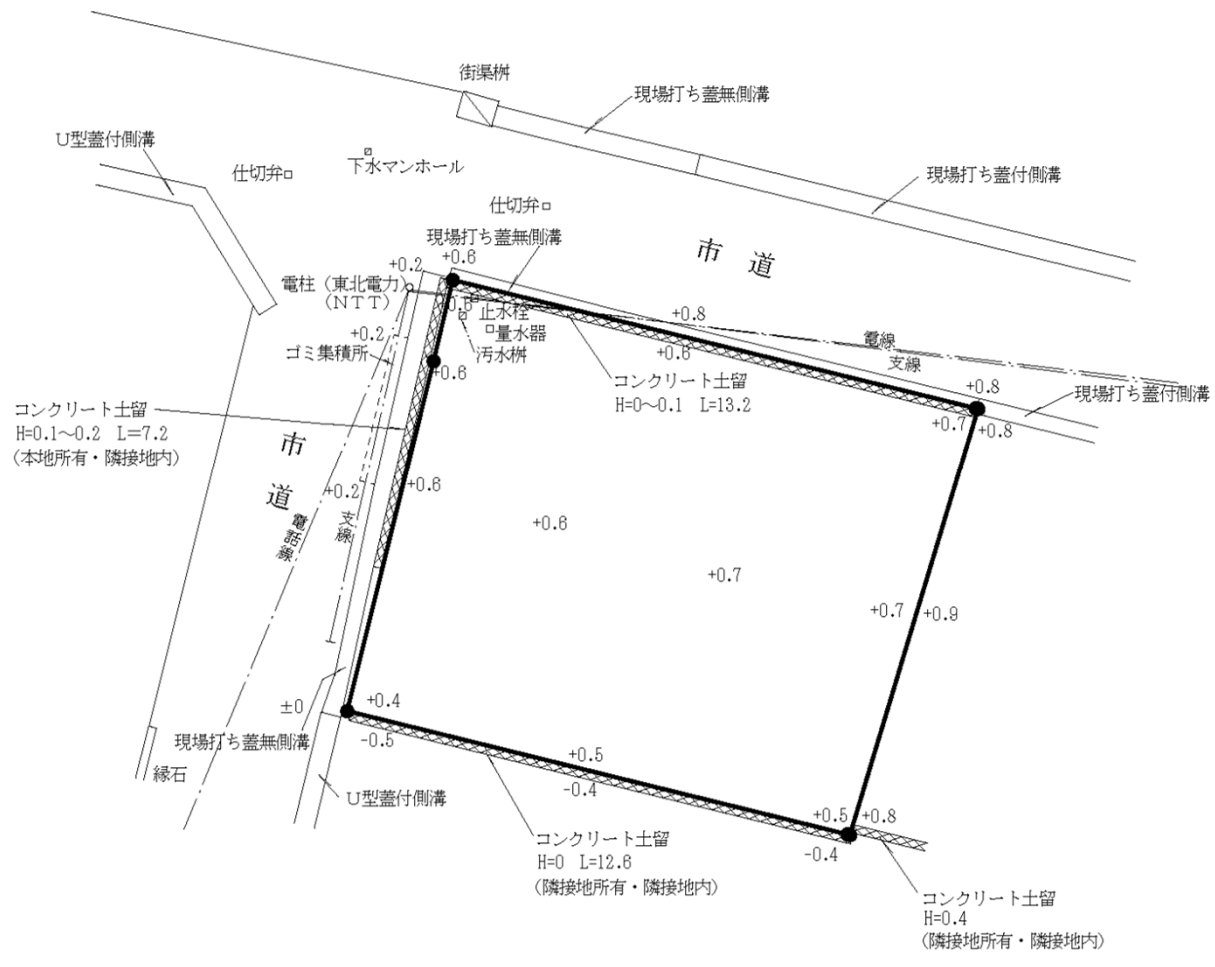 街渠桝
現場打ち蓋無側溝
U型蓋付側溝
仕切弁
下水マンホール
現場打ち蓋付側溝
仕切弁
現場打ち蓋無側溝
市 道
+0.2
+0.6
電柱（東北電力）
（NTT）
+0.6
止水栓
量水器
汚水桝
+0.8
+0.6
電線
支線
+0.2
ゴミ集積所
+0.6
コンクリート土留
H=0～0.1 L=13.2
+0.8
現場打ち蓋付側溝
+0.7
+0.8
コンクリート土留
H=0.1～0.2 L=7.2
（本地所有・隣接地内）
市
道
+0.2
+0.6
支線
電話線
+0.6
+0.7
+0.7
+0.9
±0
+0.4
-0.5
現場打ち蓋無側溝
縁石
U型蓋付側溝
+0.5
-0.4
+0.5
+0.8
-0.4
コンクリート土留
H=0 L=12.6
（隣接地所有・隣接地内）
コンクリート土留
H=0.4
（隣接地所有・隣接地内）